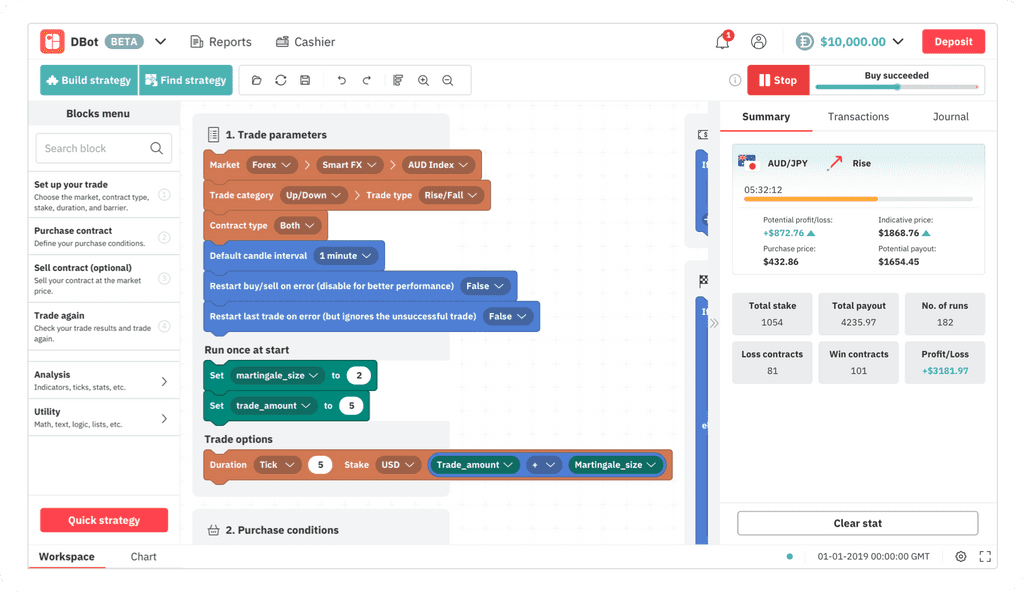 DBot BETA Reports Cashier 1 $10,000.00 Deposit
Build strategy Find strategy Stop Buy succeeded
Blocks menu
Search block
Set up your trade
Choose the market, contract type,
stake, duration, and barrier.
1
Purchase contract
Define your purchase conditions.
2
Sell contract (optional)
Sell your contract at the market
price.
3
Trade again
Check your trade results and trade
again.
4
Analysis
Indicators, ticks, stats, etc.
Utility
Math, text, logic, lists, etc.
Quick strategy
1. Trade parameters
Market Forex Smart FX AUD Index
Trade category Up/Down Trade type Rise/Fall
Contract type Both
Default candle interval 1 minute
Restart buy/sell on error (disable for better performance) False
Restart last trade on error (but ignores the unsuccessful trade) False
Run once at start
Set martingale_size to 2
Set trade_amount to 5
Trade options
Duration Tick 5 Stake USD Trade_amount + Martingale_size
2. Purchase conditions
Summary Transactions Journal
AUD/JPY Rise
05:32:12
Potential profit/loss: Indicative price:
+$872.76 $1868.76
Purchase price: Potential payout:
$432.86 $1654.45
Total stake Total payout No. of runs
1054 4235.97 182
Loss contracts Win contracts Profit/Loss
81 101 +$3181.97
Clear stat
Workspace Chart 01-01-2019 00:00:00 GMT